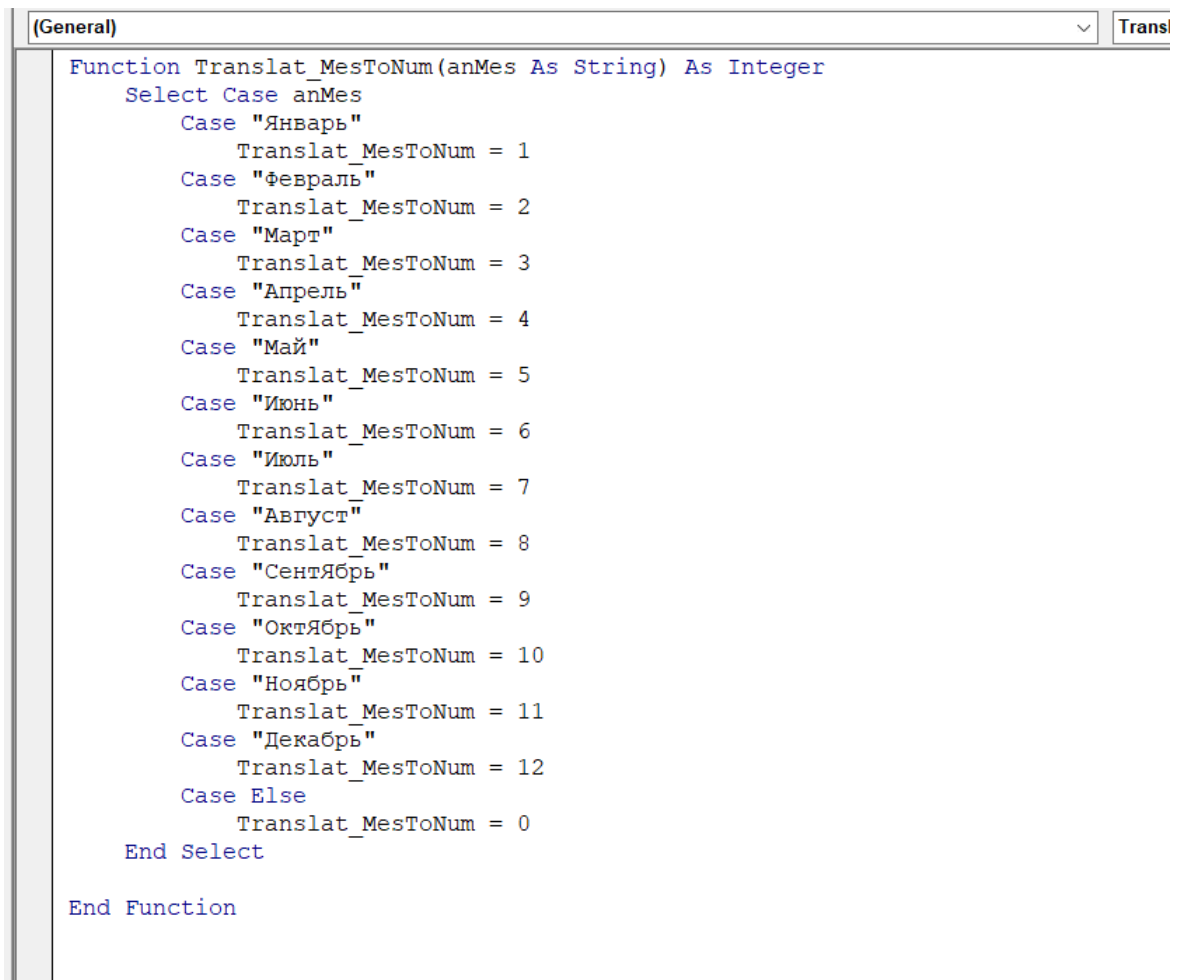 (General) Transl
Function Translat_MesToNum(anMes As String) As Integer
Select Case anMes
Case "Январь"
Translat_MesToNum = 1
Case "Февраль"
Translat_MesToNum = 2
Case "Март"
Translat_MesToNum = 3
Case "Апрель"
Translat_MesToNum = 4
Case "Май"
Translat_MesToNum = 5
Case "Июнь"
Translat_MesToNum = 6
Case "Июль"
Translat_MesToNum = 7
Case "Август"
Translat_MesToNum = 8
Case "СентЯбрь"
Translat_MesToNum = 9
Case "ОктЯбрь"
Translat_MesToNum = 10
Case "Ноябрь"
Translat_MesToNum = 11
Case "Декабрь"
Translat_MesToNum = 12
Case Else
Translat_MesToNum = 0
End Select
End Function